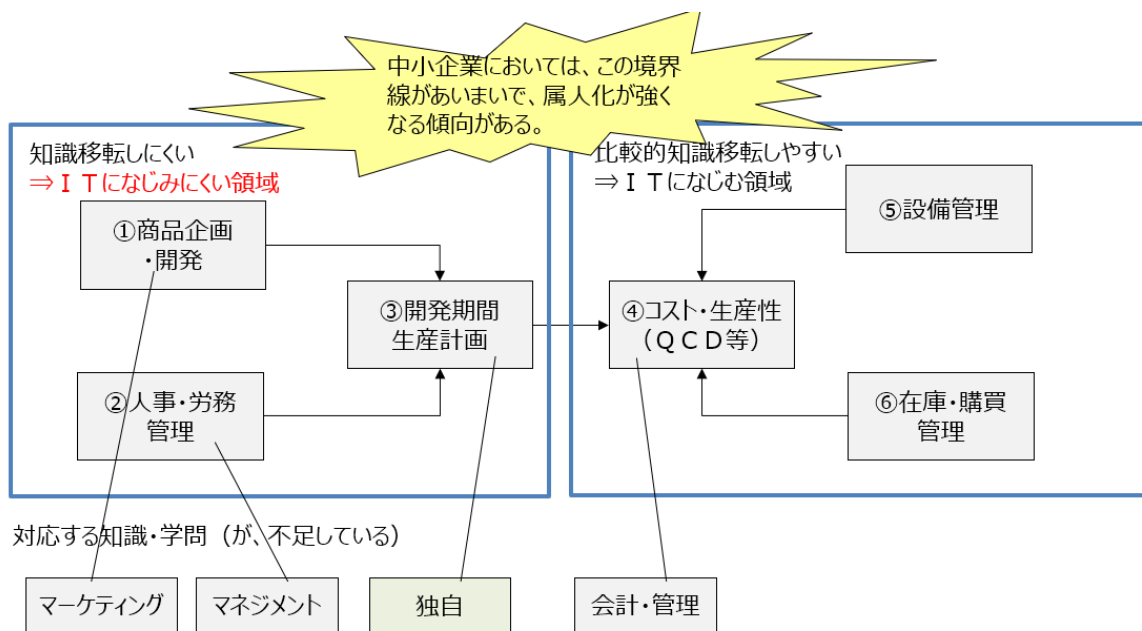 中小企業においては、この境界
線があいまいで、属人化が強く
なる傾向がある。
知識移転しにくい
⇒ＩＴになじみにくい領域
①商品企画
・開発
②人事・労務
管理
③開発期間
生産計画
比較的知識移転しやすい
⇒ＩＴになじむ領域
④コスト・生産性
（ＱＣＤ等）
⑤設備管理
⑥在庫・購買
管理
対応する知識・学問（が、不足している）
マーケティング
マネジメント
独自
会計・管理